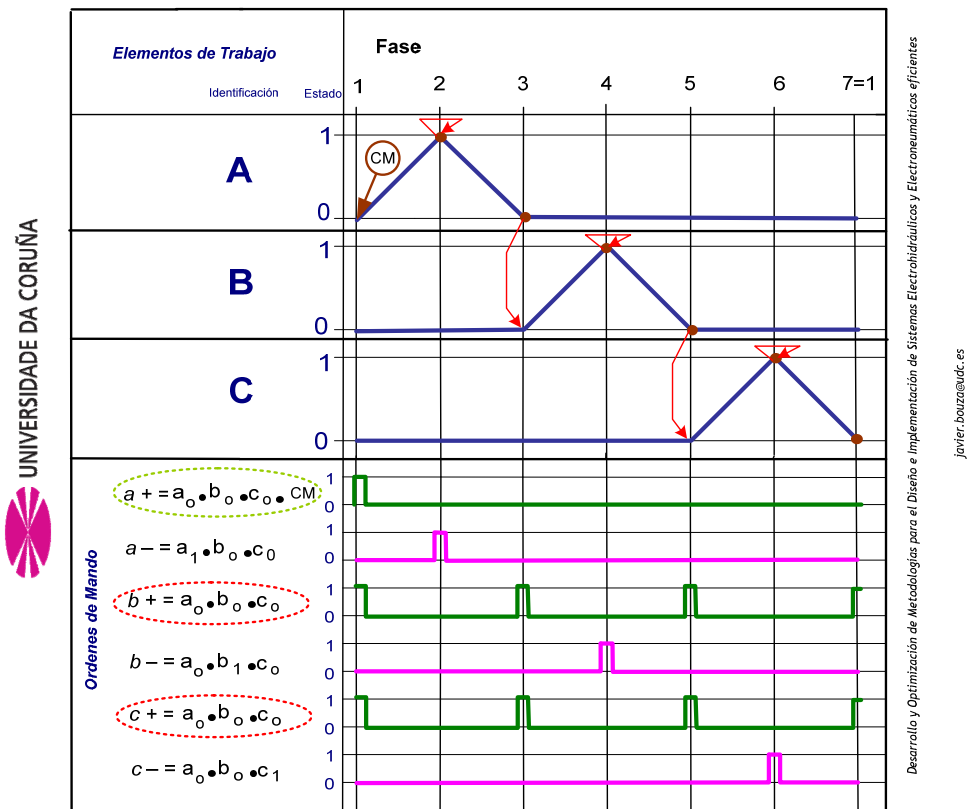 Elementos de Trabajo
Fase
Identificación Estado 1 2 3 4 5 6 7=1
A
1
0
CM
B
1
0
C
1
0
Ordenes de Mando
a + = a₀•b₀•c₀• CM
1
0
a – = a₁•b₀•c₀
1
0
b + = a₀•b₀•c₀
1
0
b – = a₀•b₁•c₀
1
0
c + = a₀•b₀•c₀
1
0
c – = a₀•b₀•c₁
1
0
UNIVERSIDADE DA CORUÑA
Desarrollo y Optimización de Metodologías para el Diseño e Implementación de Sistemas Electrohidráulicos y Electroneumáticos eficientes
javier.bouza@udc.es